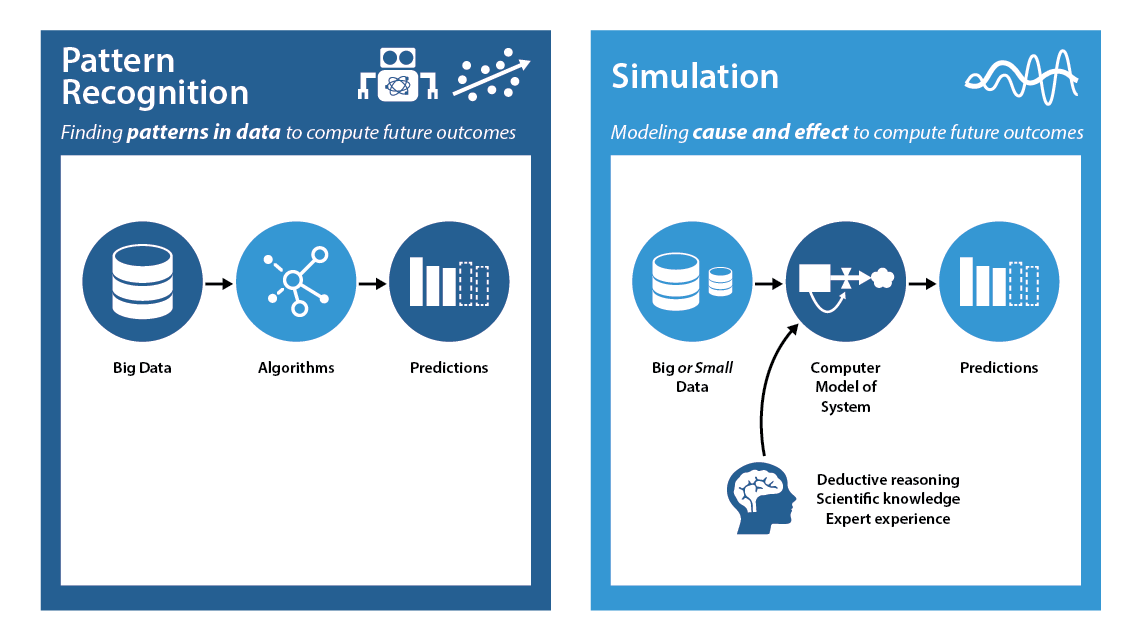 Pattern
Recognition
Finding patterns in data to compute future outcomes
Big Data
Algorithms
Predictions
Simulation
Modeling cause and effect to compute future outcomes
Big or Small
Data
Computer
Model of
System
Predictions
Deductive reasoning
Scientific knowledge
Expert experience